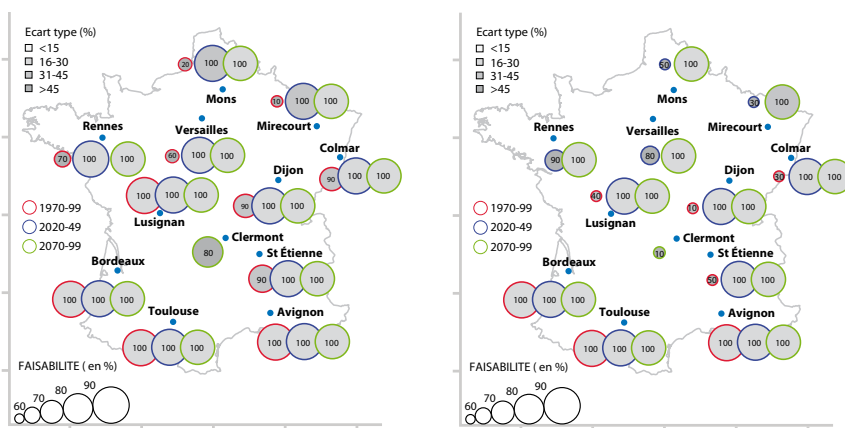 Ecart type (%)
<15
16-30
31-45
>45
20 100 100
Mons
10 100 100
Mirecourt
Rennes
70 100 100
Versailles
60 100 100
Colmar
90 100 100
Dijon
90 100 100
100 100 100
Lusignan
1970-99
2020-49
2070-99
Clermont
80
St Étienne
90 100 100
Bordeaux
100 100 100
Toulouse
100 100 100
Avignon
100 100 100
FAISABILITE ( en %)
60 70 80 90
Ecart type (%)
<15
16-30
31-45
>45
50 100
Mons
30 100
Mirecourt
Rennes
90 100
Versailles
80 100
Colmar
30 100 100
Dijon
10 100 100
40 100 100
Lusignan
1970-99
2020-49
2070-99
Clermont
10
St Étienne
50 100 100
Bordeaux
100 100 100
Toulouse
100 100 100
Avignon
100 100 100
FAISABILITE ( en %)
60 70 80 90